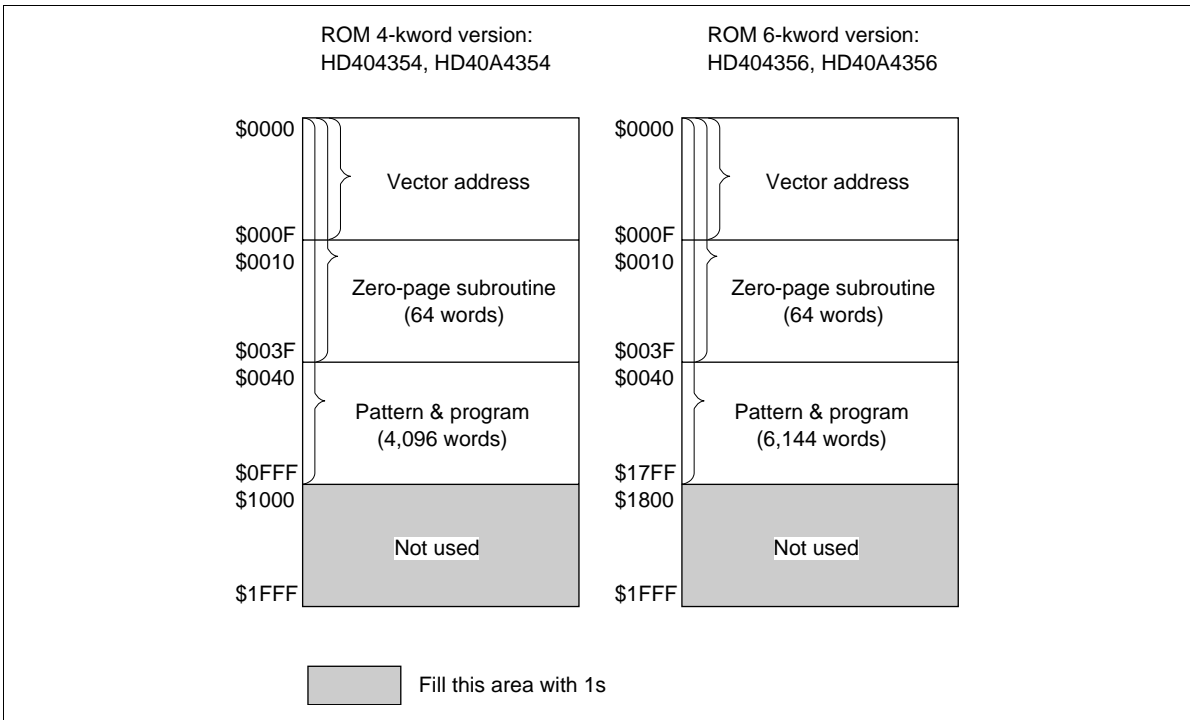 ROM 4-kword version:
HD404354, HD40A4354
$0000
Vector address
$000F
$0010
Zero-page subroutine
(64 words)
$003F
$0040
Pattern & program
(4,096 words)
$0FFF
$1000
Not used
$1FFF
ROM 6-kword version:
HD404356, HD40A4356
$0000
Vector address
$000F
$0010
Zero-page subroutine
(64 words)
$003F
$0040
Pattern & program
(6,144 words)
$17FF
$1800
Not used
$1FFF
Fill this area with 1s